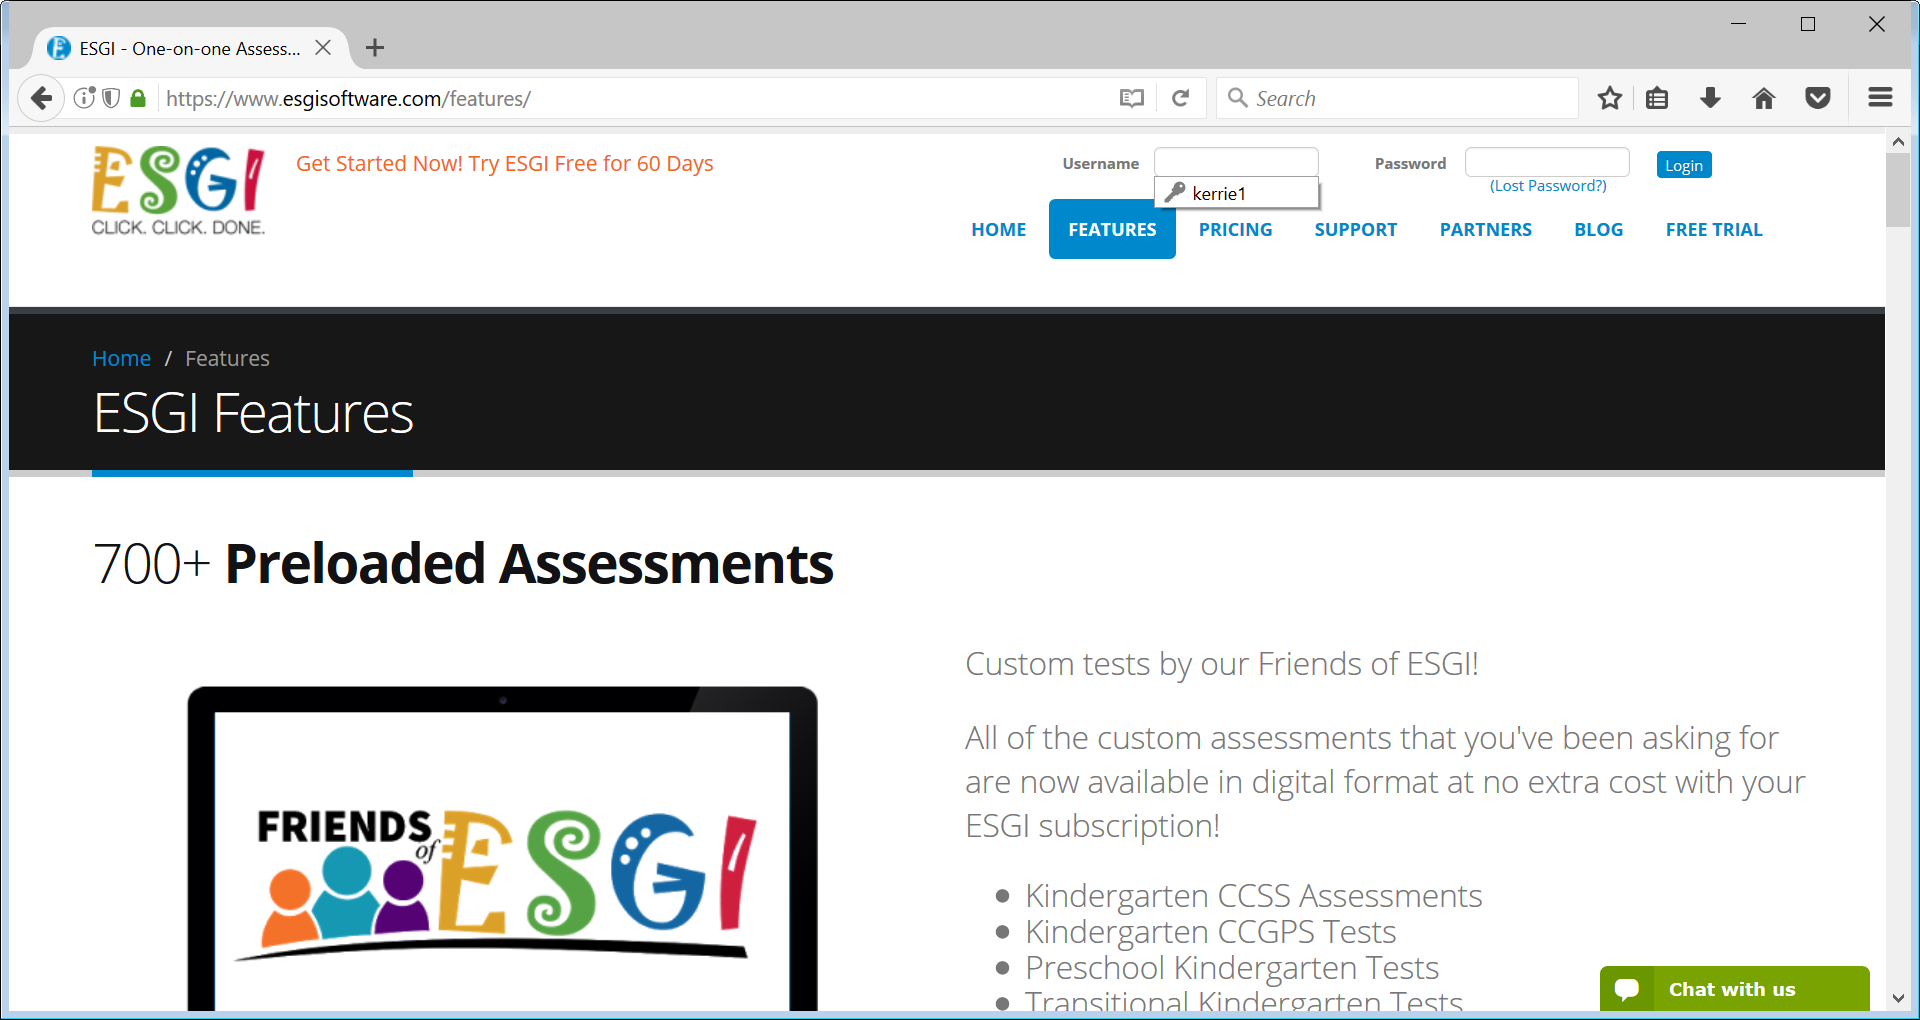 ESGI - One-on-one Assess...
https://www.esgisoftware.com/features/
Search
ESGI
CLICK. CLICK. DONE.
Get Started Now! Try ESGI Free for 60 Days
Username
Password
Login
(Lost Password?)
kerrie1
HOME FEATURES PRICING SUPPORT PARTNERS BLOG FREE TRIAL
Home / Features
ESGI Features
700+ Preloaded Assessments
FRIENDS of ESGI
Custom tests by our Friends of ESGI!
All of the custom assessments that you've been asking for
are now available in digital format at no extra cost with your
ESGI subscription!
Kindergarten CCSS Assessments
Kindergarten CCGPS Tests
Preschool Kindergarten Tests
Transitional Kindergarten Tests
Chat with us